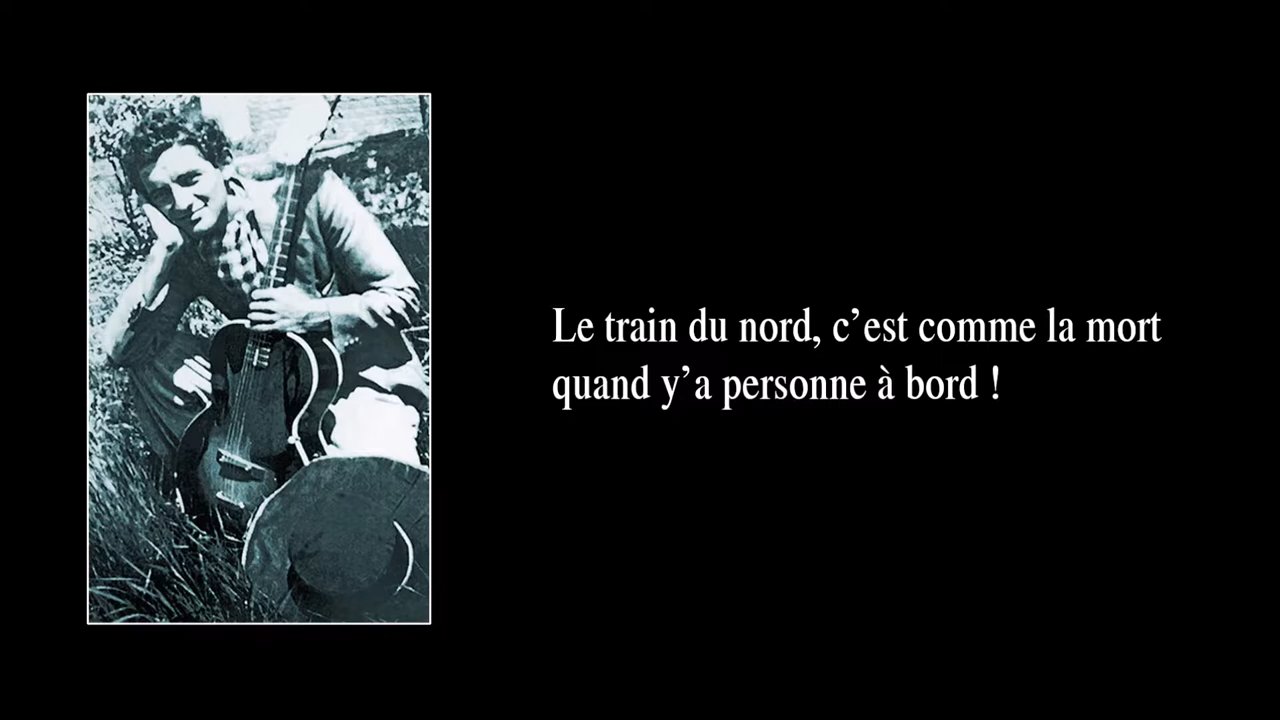 Le train du nord, c’est comme la mort
quand y’a personne à bord !